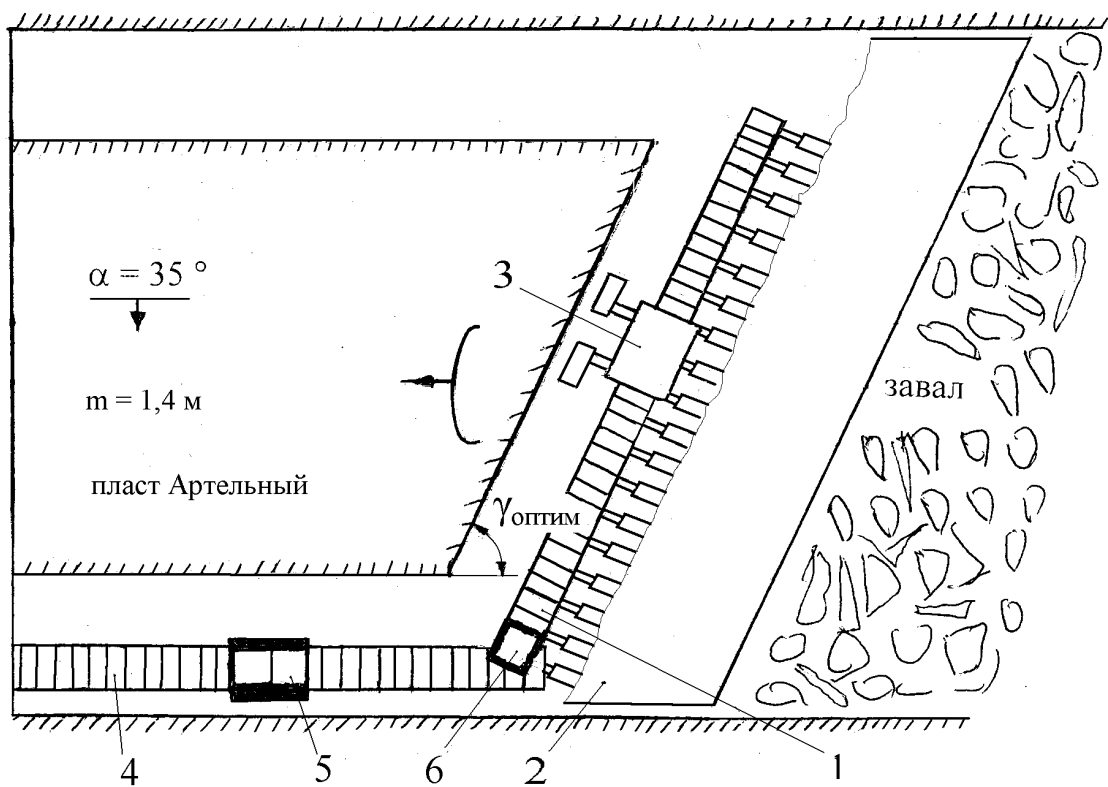 α = 35 °
m = 1,4 м
пласт Артельный
γоптим
3
завал
4
5
6
2
1